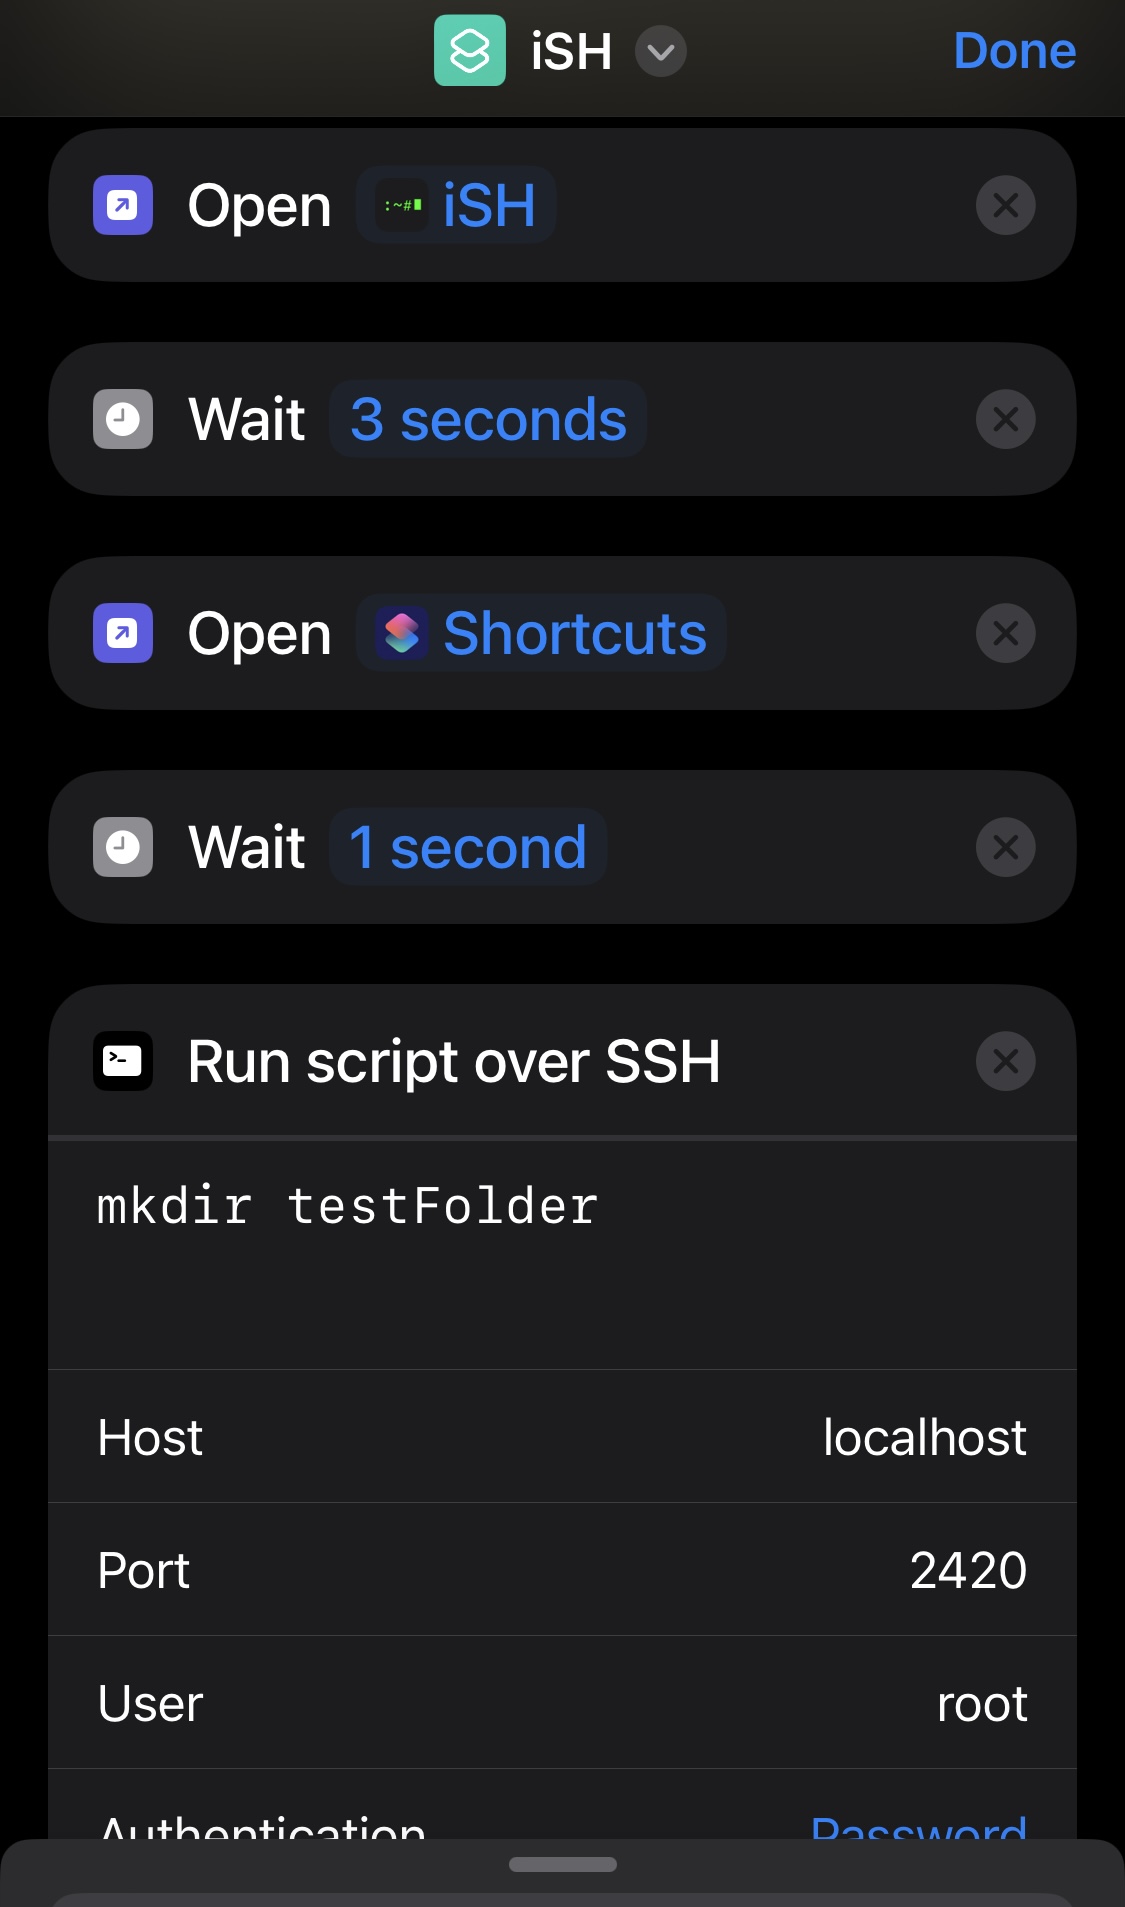 iSH
Done
Open :~# iSH
Wait 3 seconds
Open Shortcuts
Wait 1 second
>_ Run script over SSH
mkdir testFolder
Host localhost
Port 2420
User root
Authentication Password